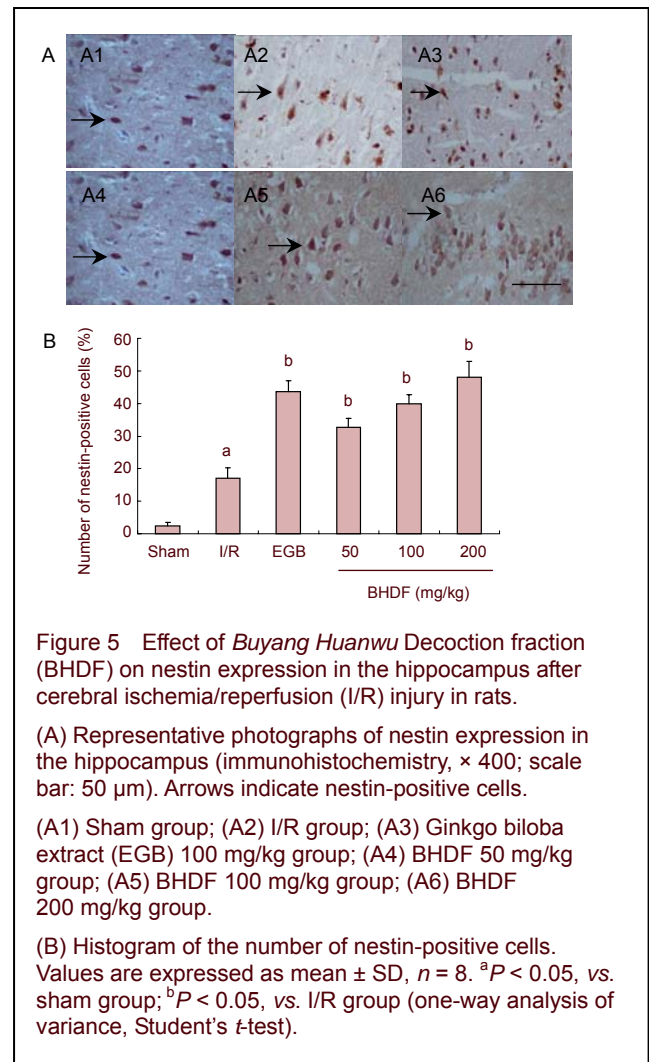 A
A1
A2
A3
A4
A5
A6
B
Number of nestin-positive cells (%)
60
50
40
30
20
10
0
a
b
b
b
b
Sham
I/R
EGB
50
100
200
BHDF (mg/kg)
Figure 5 Effect of Buyang Huanwu Decoction fraction
(BHDF) on nestin expression in the hippocampus after
cerebral ischemia/reperfusion (I/R) injury in rats.
(A) Representative photographs of nestin expression in
the hippocampus (immunohistochemistry, × 400; scale
bar: 50 μm). Arrows indicate nestin-positive cells.
(A1) Sham group; (A2) I/R group; (A3) Ginkgo biloba
extract (EGB) 100 mg/kg group; (A4) BHDF 50 mg/kg
group; (A5) BHDF 100 mg/kg group; (A6) BHDF
200 mg/kg group.
(B) Histogram of the number of nestin-positive cells.
Values are expressed as mean ± SD, n = 8. aP < 0.05, vs.
sham group; bP < 0.05, vs. I/R group (one-way analysis of
variance, Student's t-test).